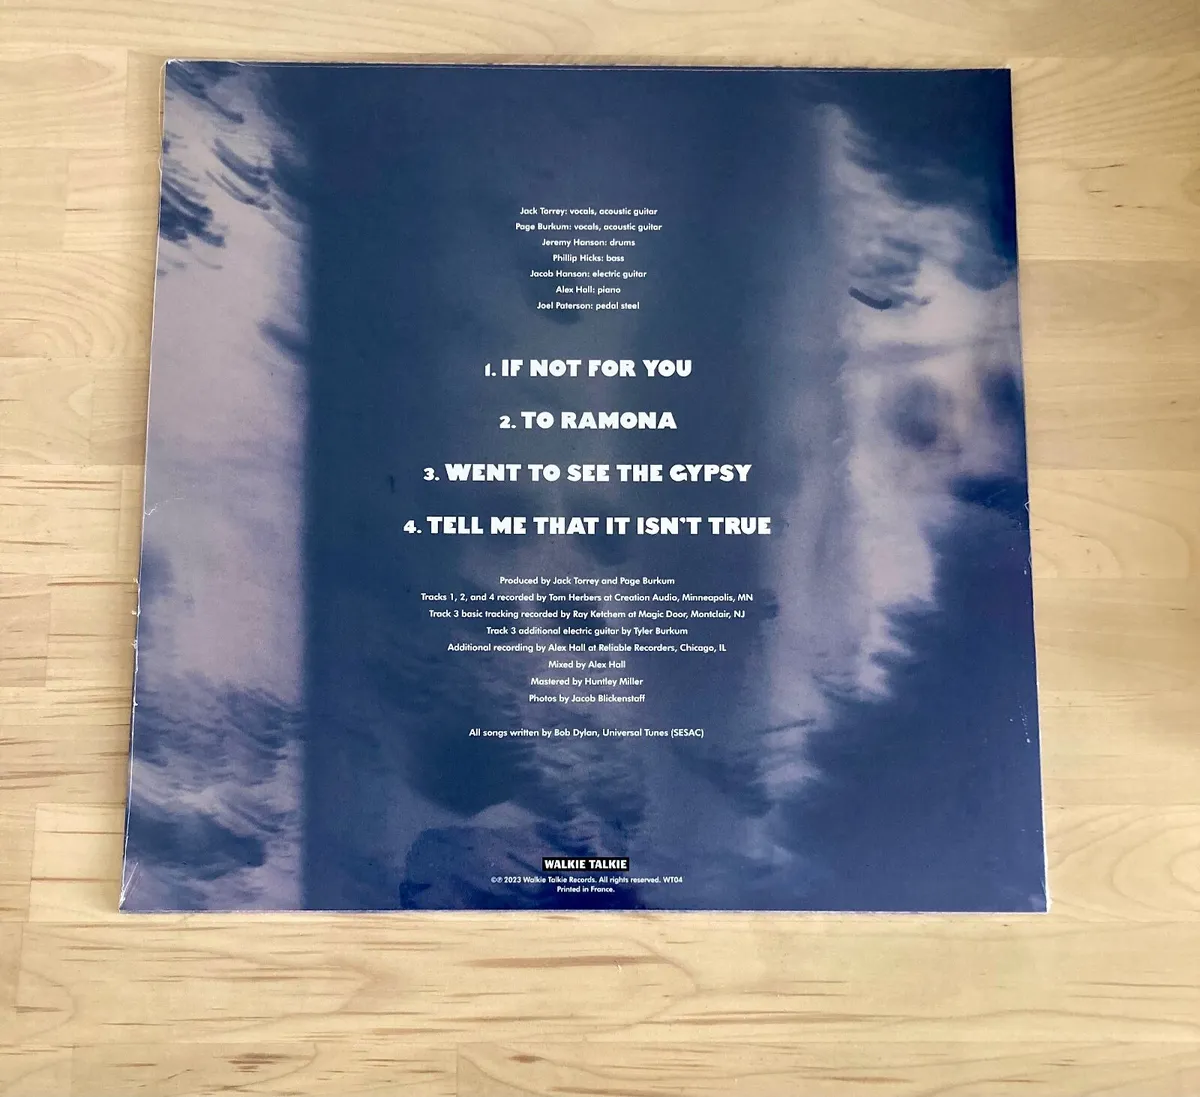 Jack Torrey: vocals, acoustic guitar
Page Burkum: vocals, acoustic guitar
Jeremy Hanson: drums
Phillip Hicks: bass
Jacob Hanson: electric guitar
Alex Hall: piano
Joel Paterson: pedal steel
1. IF NOT FOR YOU
2. TO RAMONA
3. WENT TO SEE THE GYPSY
4. TELL ME THAT IT ISN'T TRUE
Produced by Jack Torrey and Page Burkum
Tracks 1, 2, and 4 recorded by Tom Herbers at Creation Audio, Minneapolis, MN
Track 3 basic tracking recorded by Ray Ketchem at Magic Door, Montclair, NJ
Track 3 additional electric guitar by Tyler Burkum
Additional recording by Alex Hall at Reliable Recorders, Chicago, IL
Mixed by Alex Hall
Mastered by Huntley Miller
Photos by Jacob Blickenstaff
All songs written by Bob Dylan, Universal Tunes (SESAC)
WALKIE TALKIE
©℗ 2023 Walkie Talkie Records. All rights reserved. WT04
Printed in France.